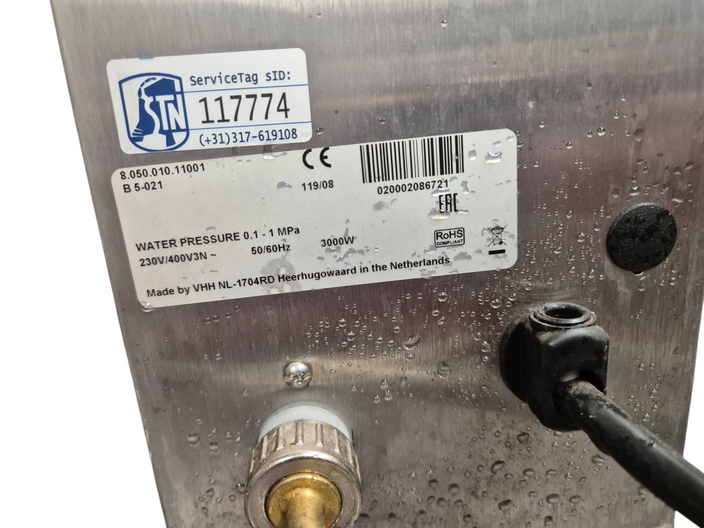 ServiceTag sID:
STN
117774
(+31)317-619108
8.050.010.11001
B 5-021
CE
119/08
020002086721
EAC
WATER PRESSURE 0.1 - 1 MPa
230V/400V3N ~ 50/60Hz 3000W
RoHS
COMPLIANT
Made by VHH NL-1704RD Heerhugowaard in the Netherlands